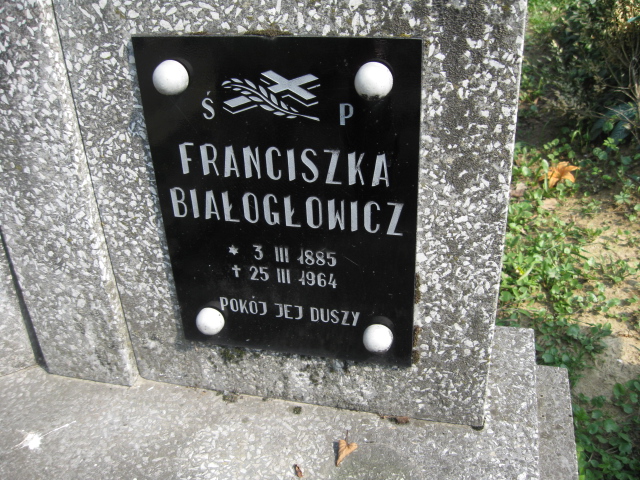 Ś P
FRANCISZKA
BIAŁOGŁOWICZ
* 3 III 1885
† 25 III 1964
POKÓJ JEJ DUSZY